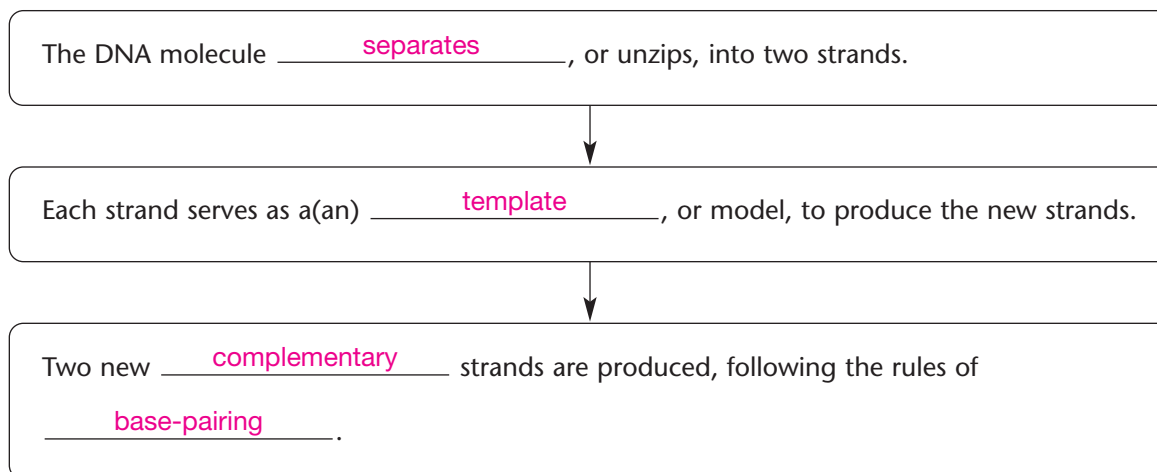 The DNA molecule separates, or unzips, into two strands.
Each strand serves as a(an) template, or model, to produce the new strands.
Two new complementary strands are produced, following the rules of
base-pairing.